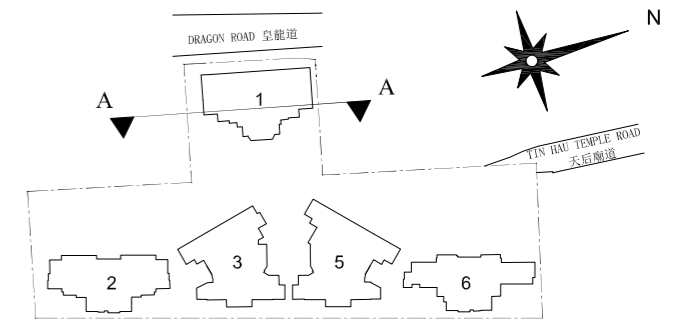 N
DRAGON ROAD 皇龍道
A
1
A
TIN HAU TEMPLE ROAD
天后廟道
2
3
5
6